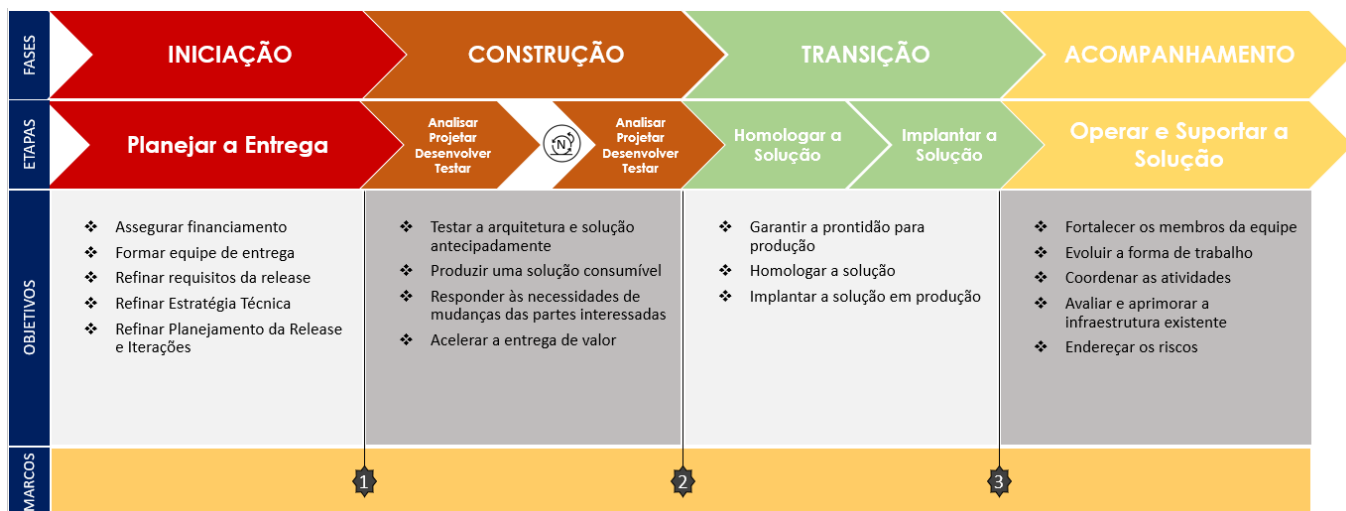 FASES
INICIAÇÃO
CONSTRUÇÃO
TRANSIÇÃO
ACOMPANHAMENTO
ETAPAS
Planejar a Entrega
Analisar
Projetar
Desenvolver
Testar
N
Analisar
Projetar
Desenvolver
Testar
Homologar a
Solução
Implantar a
Solução
Operar e Suportar a
Solução
OBJETIVOS
❖ Assegurar financiamento
❖ Formar equipe de entrega
❖ Refinar requisitos da release
❖ Refinar Estratégia Técnica
❖ Refinar Planejamento da Release
e Iterações
❖ Testar a arquitetura e solução
antecipadamente
❖ Produzir uma solução consumível
❖ Responder às necessidades de
mudanças das partes interessadas
❖ Acelerar a entrega de valor
❖ Garantir a prontidão para
produção
❖ Homologar a solução
❖ Implantar a solução em produção
❖ Fortalecer os membros da equipe
❖ Evoluir a forma de trabalho
❖ Coordenar as atividades
❖ Avaliar e aprimorar a
infraestrutura existente
❖ Endereçar os riscos
MARCOS
1
2
3